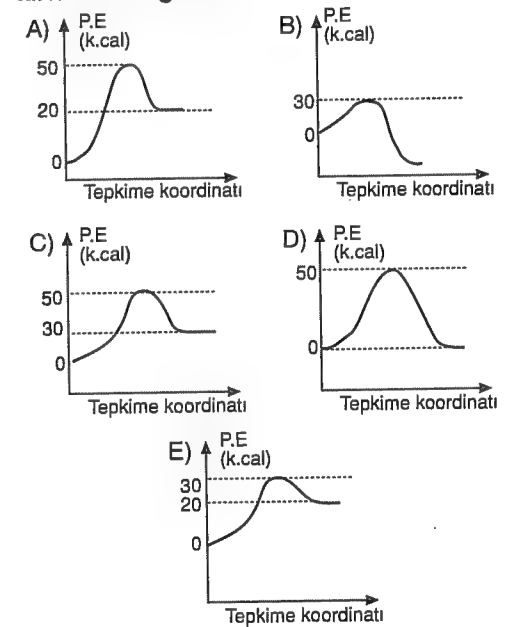 A) P.E
(k.cal)
50
20
0
Tepkime koordinatı
B) P.E
(k.cal)
30
0
Tepkime koordinatı
C) P.E
(k.cal)
50
30
0
Tepkime koordinatı
D) P.E
(k.cal)
50
0
Tepkime koordinatı
E) P.E
(k.cal)
30
20
0
Tepkime koordinatı